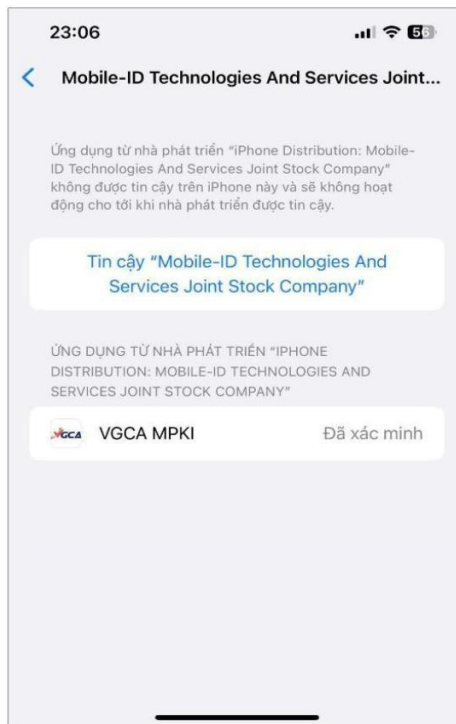 23:06
56
Mobile-ID Technologies And Services Joint...
Ứng dụng từ nhà phát triển “iPhone Distribution: Mobile-
ID Technologies And Services Joint Stock Company”
không được tin cậy trên iPhone này và sẽ không hoạt
động cho tới khi nhà phát triển được tin cậy.
Tin cậy “Mobile-ID Technologies And
Services Joint Stock Company”
ỨNG DỤNG TỪ NHÀ PHÁT TRIỂN “IPHONE
DISTRIBUTION: MOBILE-ID TECHNOLOGIES AND
SERVICES JOINT STOCK COMPANY”
VGCA VGCA MPKI Đã xác minh